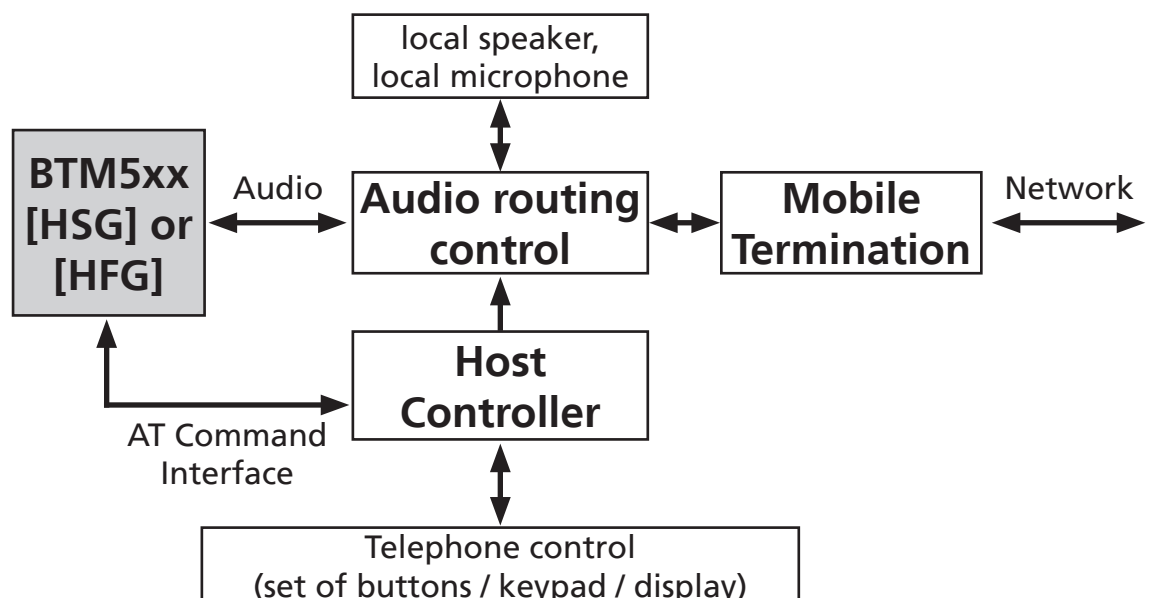 local speaker,
local microphone
BTM5xx
[HSG] or
[HFG]
Audio
Audio routing
control
Mobile
Termination
Network
Host
Controller
AT Command
Interface
Telephone control
(set of buttons / keypad / display)